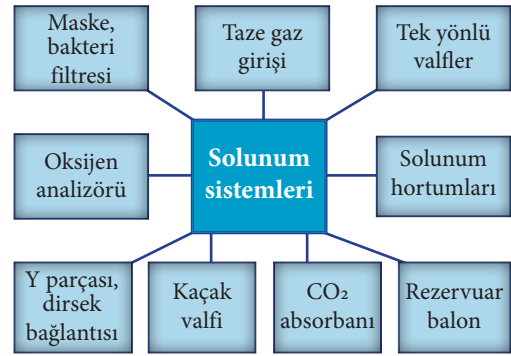 Maske,
bakteri
filtresi
Taze gaz
girişi
Tek yönlü
valfler
Oksijen
analizörü
Solunum
sistemleri
Solunum
hortumları
Y parçası,
dirsek
bağlantısı
Kaçak
valfi
CO₂
absorbanı
Rezervuar
balon